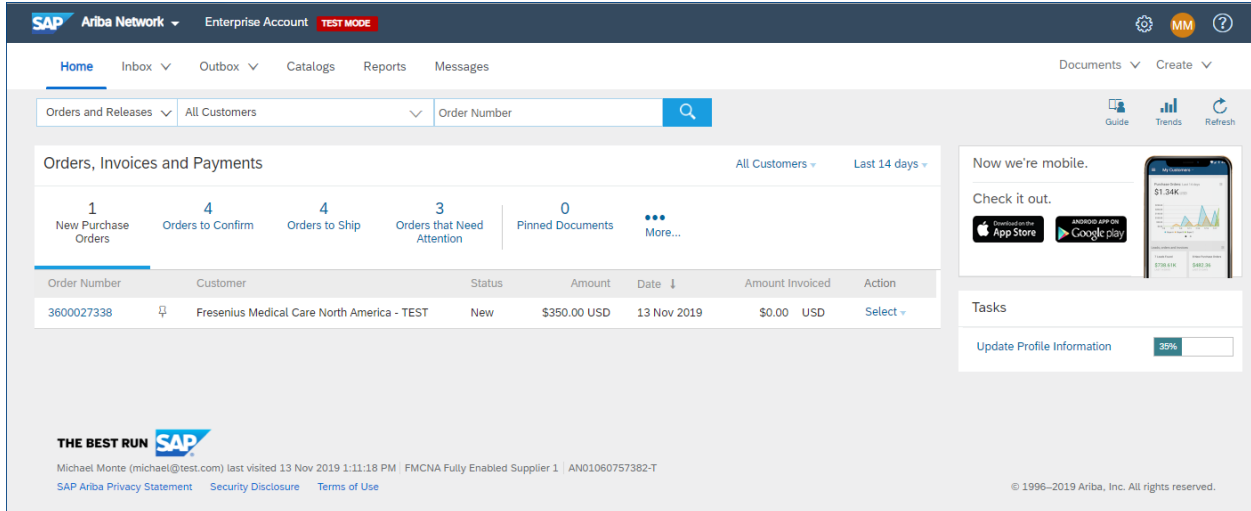 SAP Ariba Network Enterprise Account TEST MODE MM ?
Home Inbox Outbox Catalogs Reports Messages Documents Create
Orders and Releases All Customers Order Number
Guide Trends Refresh
Orders, Invoices and Payments All Customers Last 14 days
1 4 4 3 0
New Purchase Orders to Confirm Orders to Ship Orders that Need Pinned Documents More...
Orders Attention
Order Number Customer Status Amount Date ↓ Amount Invoiced Action
3600027338 Fresenius Medical Care North America - TEST New $350.00 USD 13 Nov 2019 $0.00 USD Select
Now we're mobile.
Check it out.
Download on the
App Store
ANDROID APP ON
Google play
My Customers
$1.34K
Tasks
Update Profile Information 35%
THE BEST RUN SAP
Michael Monte (michael@test.com) last visited 13 Nov 2019 1:11:18 PM FMCNA Fully Enabled Supplier 1 AN01060757382-T
SAP Ariba Privacy Statement Security Disclosure Terms of Use © 1996–2019 Ariba, Inc. All rights reserved.